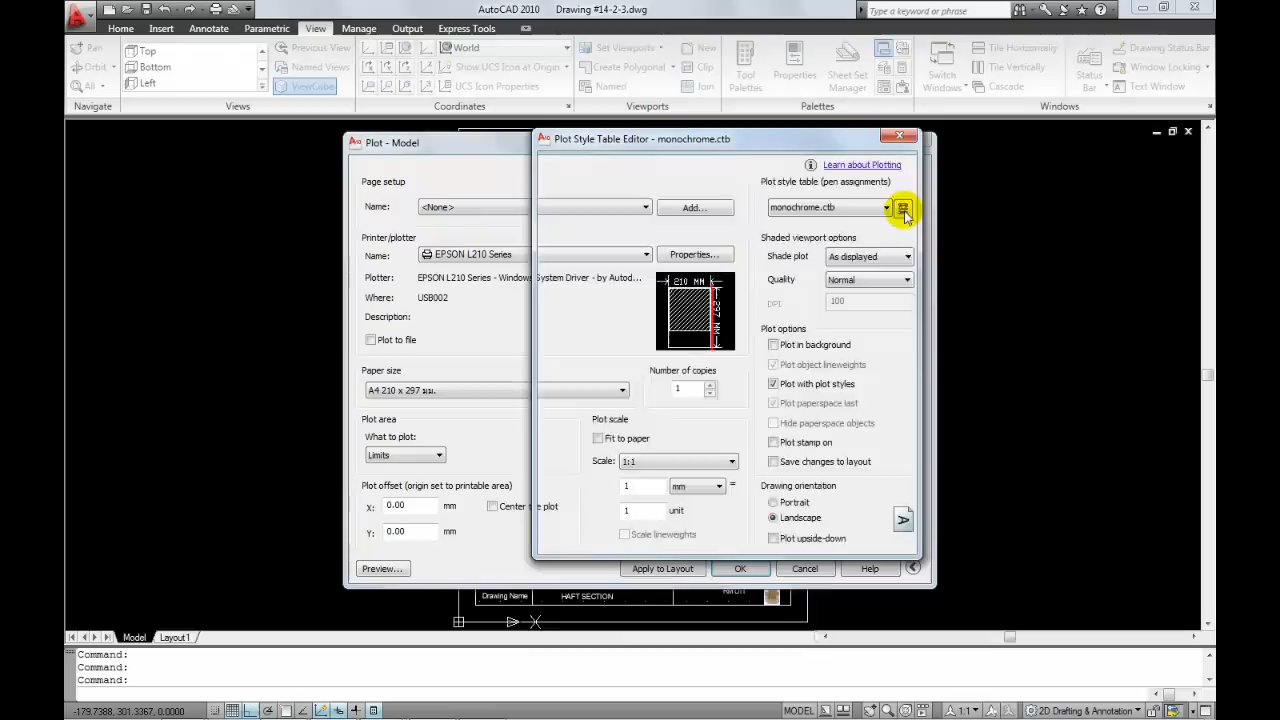 AutoCAD 2010 Drawing #14-2-3.dwg
Type a keyword or phrase
Home Insert Annotate Parametric View Manage Output Express Tools
Pan
Orbit
All
Navigate
Top
Bottom
Left
Previous View
Named Views
ViewCube
Views
World
Show UCS Icon at Origin
UCS Icon Properties
Coordinates
Set Viewports
Create Polygonal
Named
New
Clip
Join
Viewports
Tool
Palettes
Properties
Sheet Set
Manager
Palettes
Switch
Windows
Tile Horizontally
Tile Vertically
Cascade
Status
Bar
Drawing Status Bar
Window Locking
Text Window
Windows
Plot - Model
Plot Style Table Editor - monochrome.ctb
Learn about Plotting
Page setup
Name: <None>
Add...
Plot style table (pen assignments)
monochrome.ctb
Printer/plotter
Name: EPSON L210 Series
Properties...
Plotter: EPSON L210 Series - Windows System Driver - by Autod...
Where: USB002
Description:
Plot to file
210 MM
297 MM
Shaded viewport options
Shade plot As displayed
Quality Normal
DPI 100
Paper size
A4 210 x 297 มม.
Number of copies
1
Plot area
What to plot:
Limits
Plot scale
Fit to paper
Scale: 1:1
1 mm =
1 unit
Scale lineweights
Plot offset (origin set to printable area)
X: 0.00 mm
Center the plot
Y: 0.00 mm
Plot options
Plot in background
Plot object lineweights
Plot with plot styles
Plot paperspace last
Hide paperspace objects
Plot stamp on
Save changes to layout
Drawing orientation
Portrait
Landscape
Plot upside-down
A
Preview... Apply to Layout OK Cancel Help
Drawing Name HAFT SECTION
Model Layout1
Command:
Command:
Command:
-179.7388, 301.3367, 0.0000
MODEL
1:1
2D Drafting & Annotation